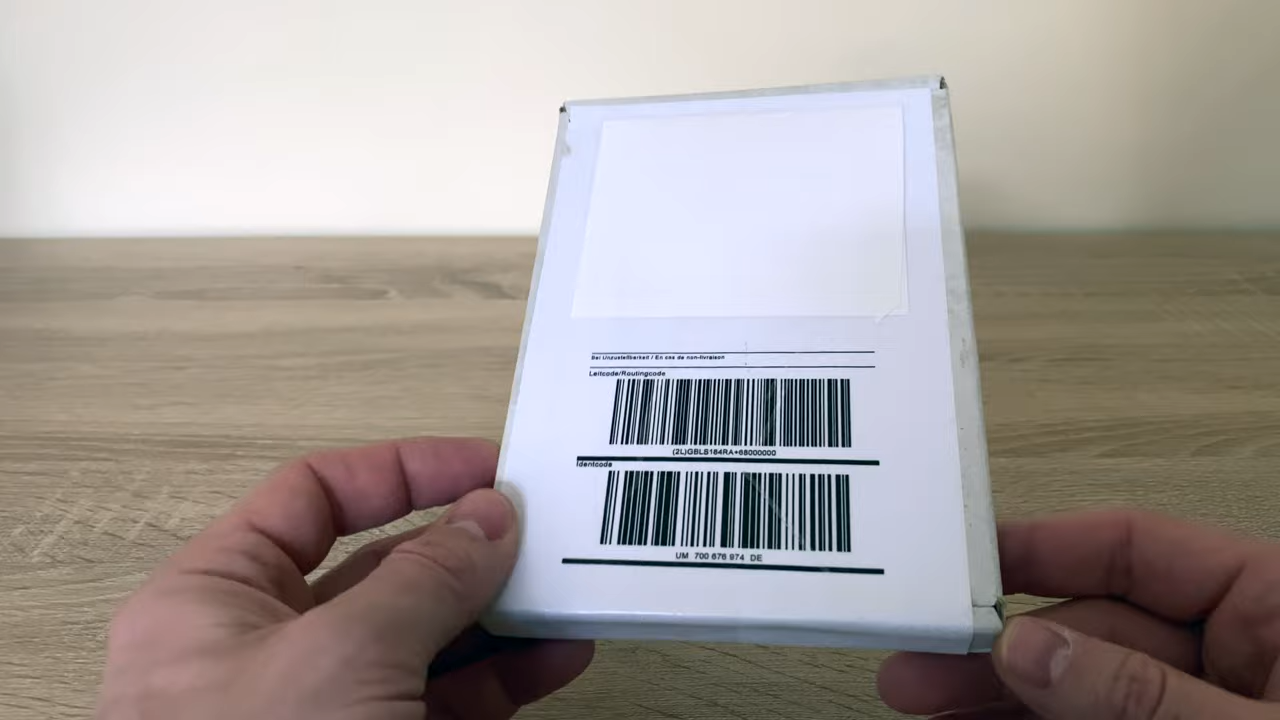 Bei Unzustellbarkeit / En cas de non-livraison
Leitcode/Routingcode
(2L)GBLS164RA+68000000
Identcode
UM 700 676 974 DE